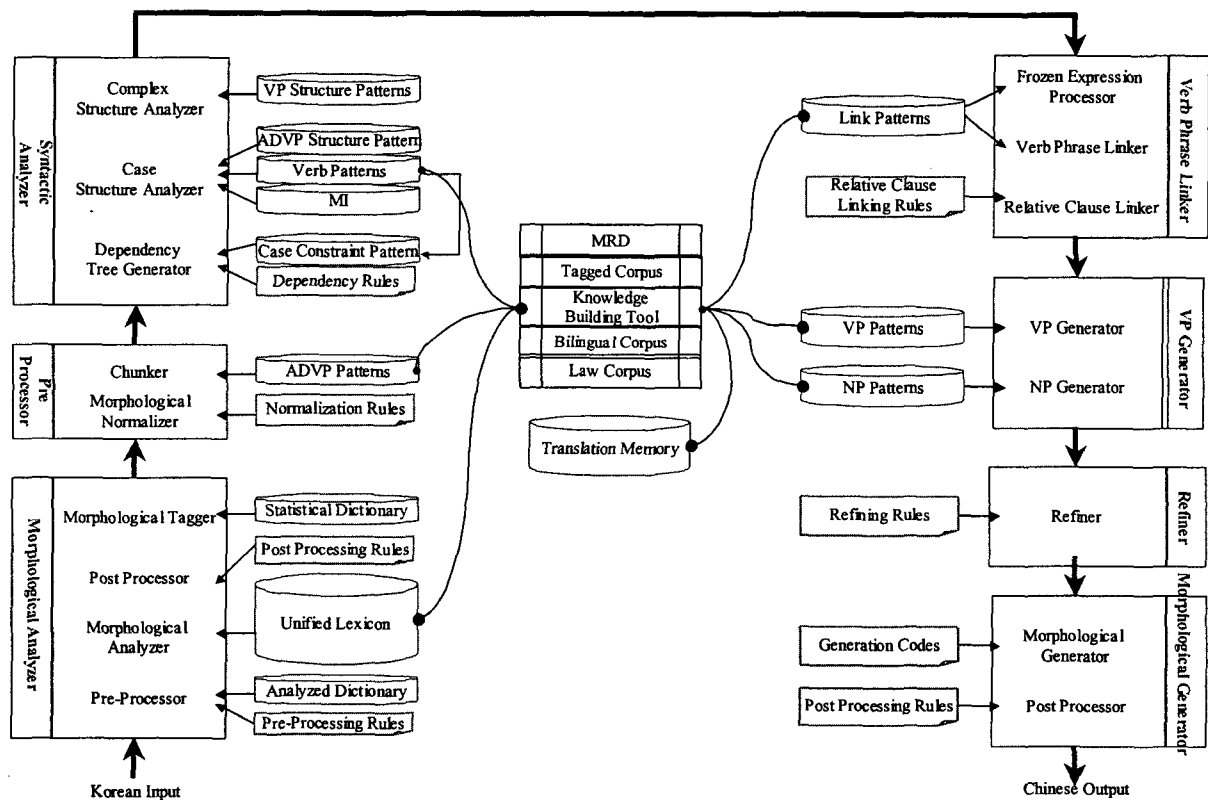 Syntactic
Analyzer
Complex
Structure Analyzer
Case
Structure Analyzer
Dependency
Tree Generator
VP Structure Patterns
ADVP Structure Pattern
Verb Patterns
MI
Case Constraint Pattern
Dependency Rules
Pre
Processor
Chunker
Morphological
Normalizer
ADVP Patterns
Normalization Rules
Morphological Analyzer
Morphological Tagger
Post Processor
Morphological
Analyzer
Pre-Processor
Statistical Dictionary
Post Processing Rules
Unified Lexicon
Analyzed Dictionary
Pre-Processing Rules
Korean Input
MRD
Tagged Corpus
Knowledge
Building Tool
Bilingual Corpus
Law Corpus
Translation Memory
Link Patterns
Relative Clause
Linking Rules
Frozen Expression
Processor
Verb Phrase Linker
Relative Clause Linker
Verb Phrase Linker
VP Patterns
NP Patterns
VP Generator
NP Generator
VP Generator
Refining Rules
Refiner
Refiner
Generation Codes
Post Processing Rules
Morphological
Generator
Post Processor
Morphological Generator
Chinese Output